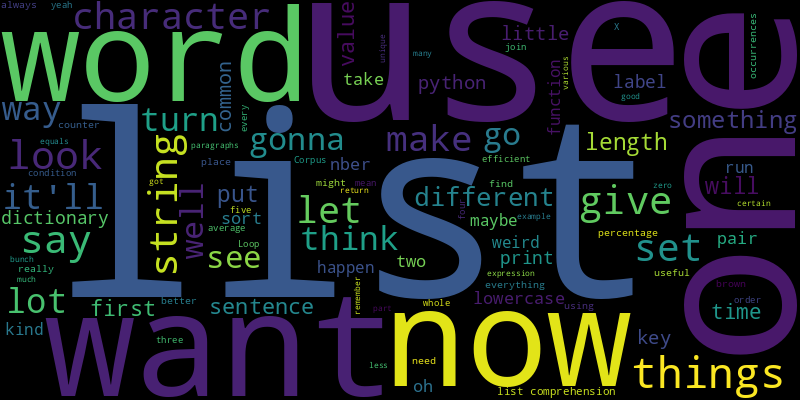 always
yeah
character
word
use
see
one
value
little
join
X
unique
many
take
python
various
function
occurrences
label
good
way
counter
common
every
turn
gonna
make
go
something
list
equals
look
condition
string
paragraphs
Corpus
nber
efficient
length
place
it'll
got
well
put
might
mean
return
different
find
give
run
will
zero
certain
dictionary
five
sort
let
four
example
maybe
say
average
think
weird
print
set
percentage
pair
bunch
really
much
Loop
see
happen
two
expression
everything
useful
lot
first
better
sentence
remember
part
whole
lowercase
using
brown
order
time
kind
three
want
less
now
need
key
oh
list comprehension
things